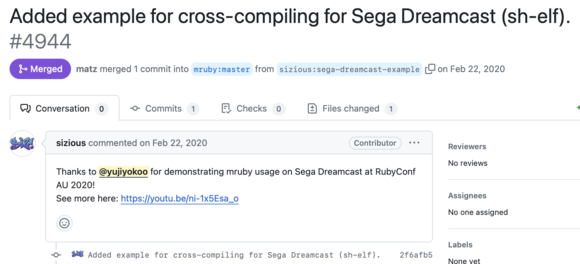 Added example for cross-compiling for Sega Dreamcast (sh-elf).
#4944
Merged matz merged 1 commit into mruby:master from sizious:sega-dreamcast-example on Feb 22, 2020
Conversation 0 Commits 1 Checks 0 Files changed 1
sizious commented on Feb 22, 2020 Contributor ...
Thanks to @yujiyokoo for demonstrating mruby usage on Sega Dreamcast at RubyConf
AU 2020!
See more here: https://youtu.be/ni-1x5Esa_o
Added example for cross-compiling for Sega Dreamcast (sh-elf). 2f6afb5
Reviewers
No reviews
Assignees
No one assigned
Labels
None yet